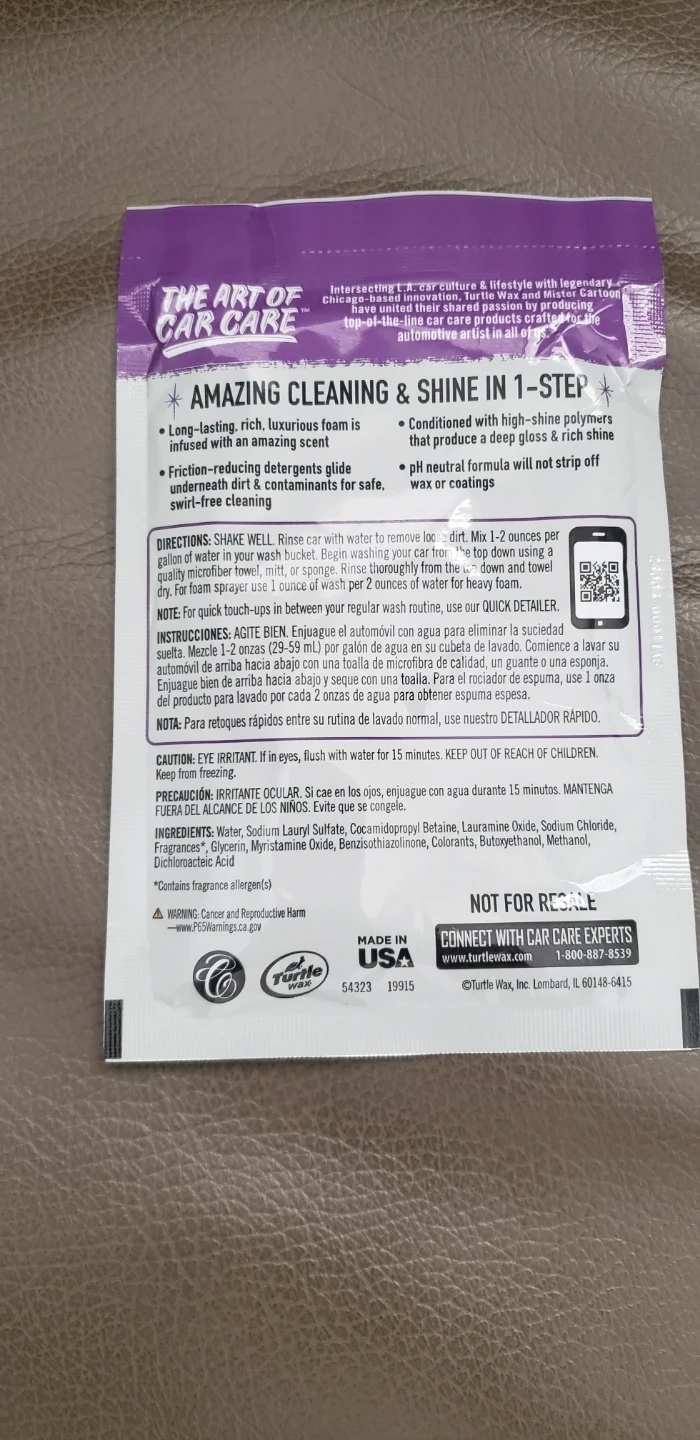 THE ART OF
CAR CARE™
Intersecting L.A. car culture & lifestyle with legendary
Chicago-based innovation, Turtle Wax and Mister Cartoon
have united their shared passion by producing
top-of-the-line car care products crafted for the
automotive artist in all of us.
AMAZING CLEANING & SHINE IN 1-STEP
• Long-lasting, rich, luxurious foam is
infused with an amazing scent
• Friction-reducing detergents glide
underneath dirt & contaminants for safe,
swirl-free cleaning
• Conditioned with high-shine polymers
that produce a deep gloss & rich shine
• pH neutral formula will not strip off
wax or coatings
DIRECTIONS: SHAKE WELL. Rinse car with water to remove loose dirt. Mix 1-2 ounces per
gallon of water in your wash bucket. Begin washing your car from the top down using a
quality microfiber towel, mitt, or sponge. Rinse thoroughly from the top down and towel
dry. For foam sprayer use 1 ounce of wash per 2 ounces of water for heavy foam.
NOTE: For quick touch-ups in between your regular wash routine, use our QUICK DETAILER.
INSTRUCCIONES: AGITE BIEN. Enjuague el automóvil con agua para eliminar la suciedad
suelta. Mezcle 1-2 onzas (29-59 mL) por galón de agua en su cubeta de lavado. Comience a lavar su
automóvil de arriba hacia abajo con una toalla de microfibra de calidad, un guante o una esponja.
Enjuague bien de arriba hacia abajo y seque con una toalla. Para el rociador de espuma, use 1 onza
del producto para lavado por cada 2 onzas de agua para obtener espuma espesa.
NOTA: Para retoques rápidos entre su rutina de lavado normal, use nuestro DETALLADOR RÁPIDO.
CAUTION: EYE IRRITANT. If in eyes, flush with water for 15 minutes. KEEP OUT OF REACH OF CHILDREN.
Keep from freezing.
PRECAUCIÓN: IRRITANTE OCULAR. Si cae en los ojos, enjuague con agua durante 15 minutos. MANTENGA
FUERA DEL ALCANCE DE LOS NIÑOS. Evite que se congele.
INGREDIENTS: Water, Sodium Lauryl Sulfate, Cocamidopropyl Betaine, Lauramine Oxide, Sodium Chloride,
Fragrances*, Glycerin, Myristamine Oxide, Benzisothiazolinone, Colorants, Butoxyethanol, Methanol,
Dichloroacteic Acid
*Contains fragrance allergen(s)
WARNING: Cancer and Reproductive Harm
—www.P65Warnings.ca.gov
NOT FOR RESALE
CONNECT WITH CAR CARE EXPERTS
www.turtlewax.com 1-800-887-8539
MADE IN
USA
Turtle
wax
54323 19915
©Turtle Wax, Inc. Lombard, IL 60148-6415